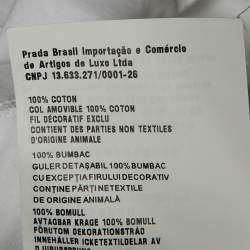 Prada Brasil Importação e Comércio
de Artigos de Luxo Ltda
CNPJ 13.633.271/0001-26
100% COTON
COL AMOVIBLE 100% COTON
FIL DÉCORATIF EXCLU
CONTIENT DES PARTIES NON TEXTILES
D'ORIGINE ANIMALE
100% BUMBAC
GULER DETAŞABIL 100% BUMBAC
CU EXCEPŢIA FIRULUI DECORATIV
CONŢINE PĂRŢI NETEXTILE
DE ORIGINE ANIMALĂ
100% BOMULL
AVTAGBAR KRAGE 100% BOMULL
FÖRUTOM DEKORATIONSTRÅD
INNEHÅLLER ICKETEXTILDELAR AV
DJURURSPRUNG